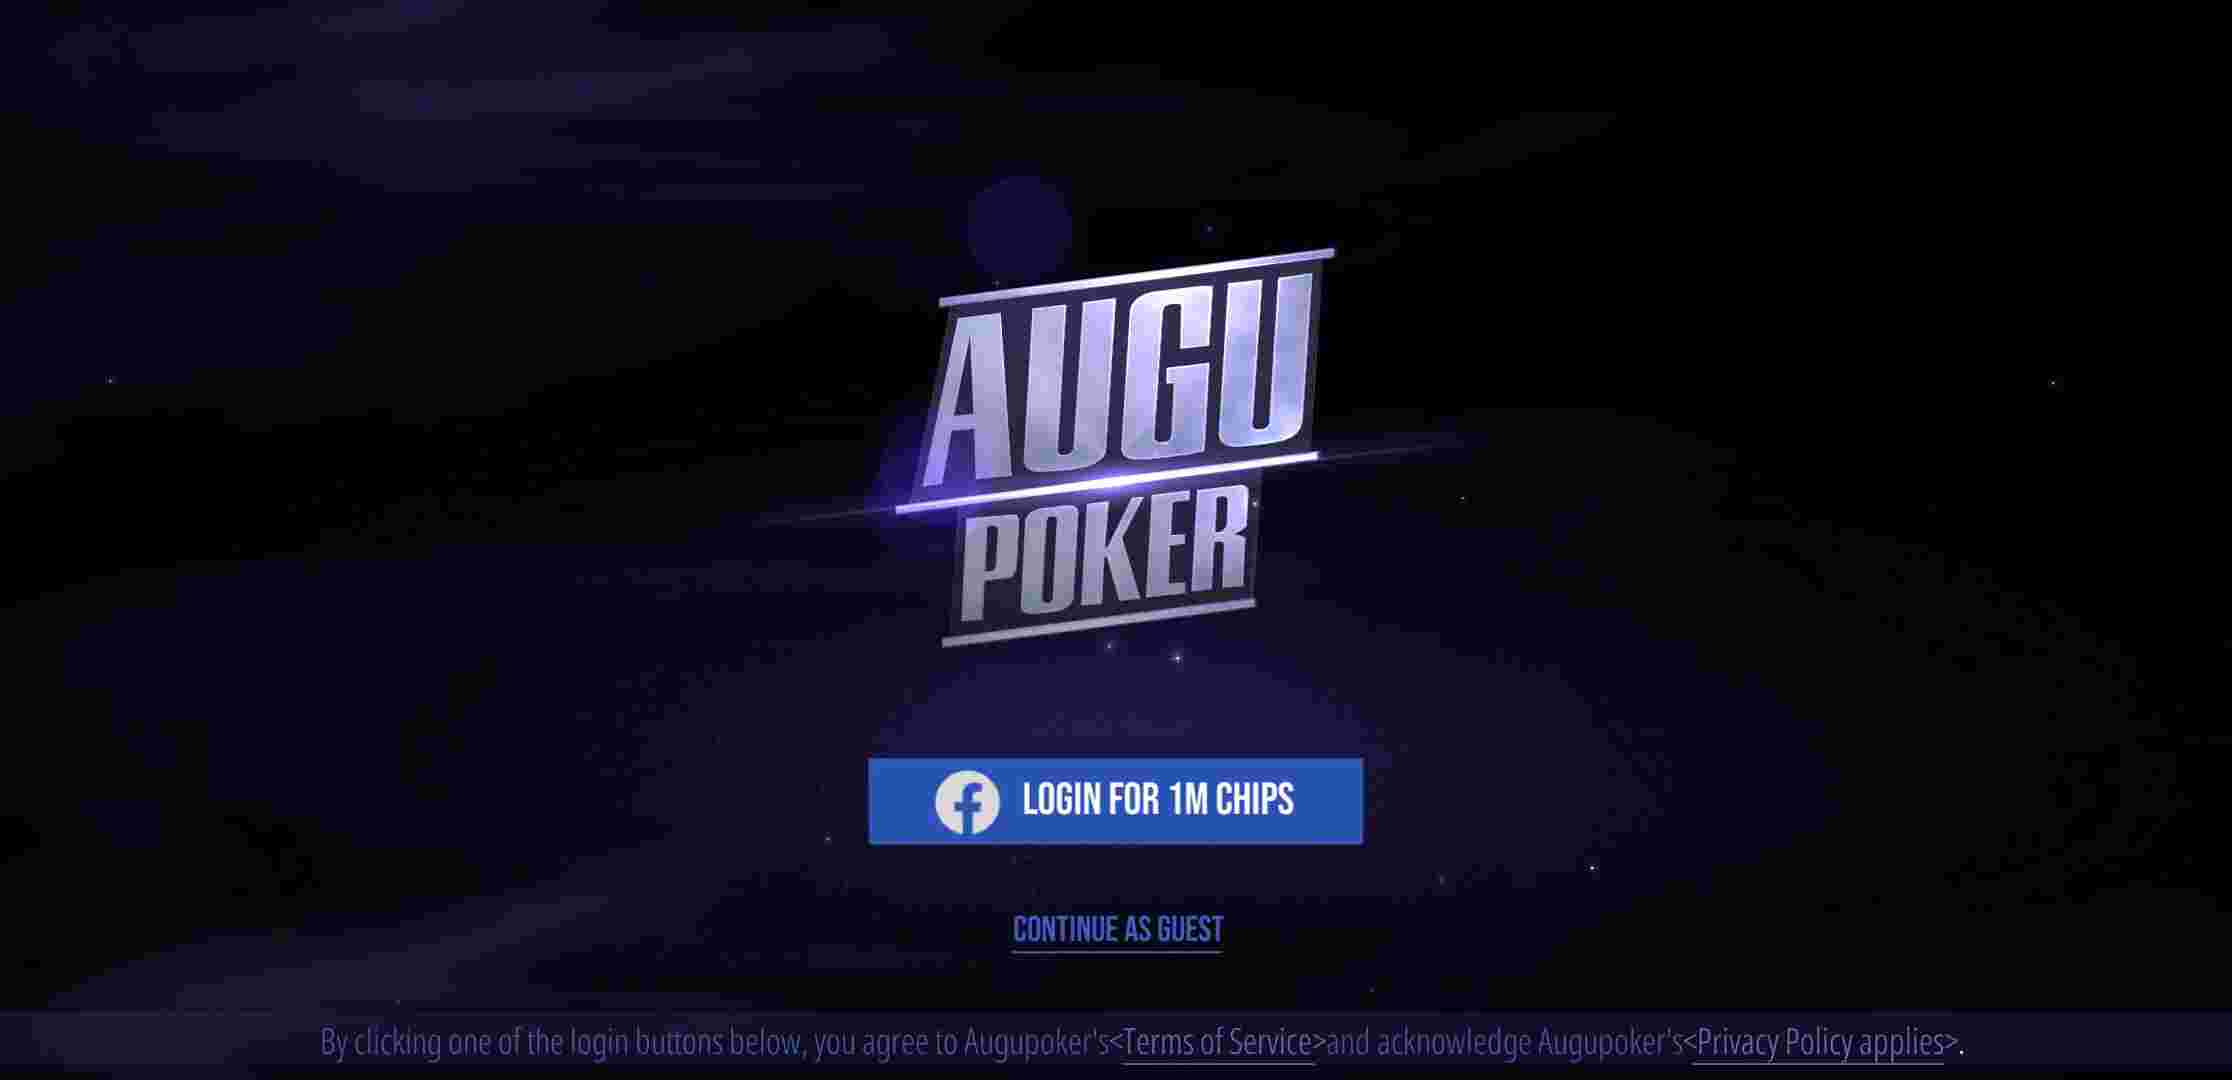 AUGU
POKER
LOGIN FOR 1M CHIPS
CONTINUE AS GUEST
By clicking one of the login buttons below, you agree to Augupoker's<Terms of Service>and acknowledge Augupoker's<Privacy Policy applies>.